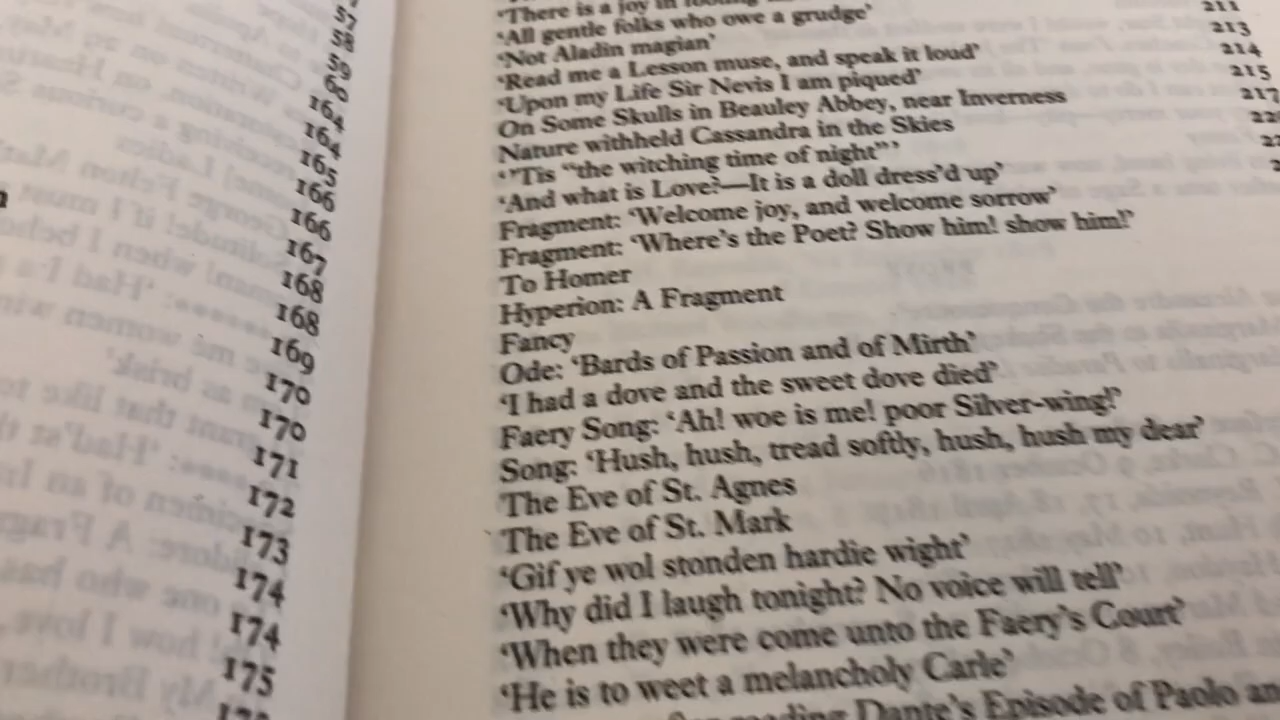 57
58
59
60
164
164
165
166
166
167
168
168
169
170
170
171
172
173
174
174
175
'There is a joy in
'All gentle folks who owe a grudge' 211
'Not Aladin magian' 213
'Read me a Lesson muse, and speak it loud' 214
'Upon my Life Sir Nevis I am piqued' 215
On Some Skulls in Beauley Abbey, near Inverness 217
Nature withheld Cassandra in the Skies
'’Tis “the witching time of night”’
'And what is Love?—It is a doll dress'd up'
Fragment: 'Welcome joy, and welcome sorrow'
Fragment: 'Where's the Poet? Show him! show him!'
To Homer
Hyperion: A Fragment
Fancy
Ode: 'Bards of Passion and of Mirth'
'I had a dove and the sweet dove died'
Faery Song: 'Ah! woe is me! poor Silver-wing!'
Song: 'Hush, hush, tread softly, hush, hush my dear'
The Eve of St. Agnes
The Eve of St. Mark
'Gif ye wol stonden hardie wight'
'Why did I laugh tonight? No voice will tell'
'When they were come unto the Faery's Court'
'He is to weet a melancholy Carle'
reading Dante's Episode of Paolo